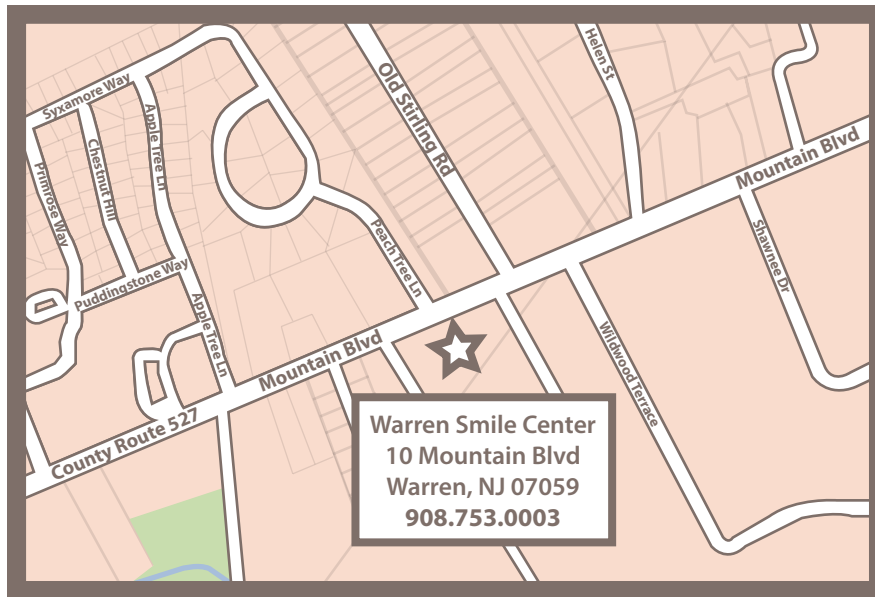 Syxamore Way
Apple Tree Ln
Chestnut Hill
Primrose Way
Puddingstone Way
Apple Tree Ln
Peach Tree Ln
Old Stirling Rd
Helen St
Mountain Blvd
Shawnee Dr
Wildwood Terrace
Mountain Blvd
County Route 527
Warren Smile Center
10 Mountain Blvd
Warren, NJ 07059
908.753.0003